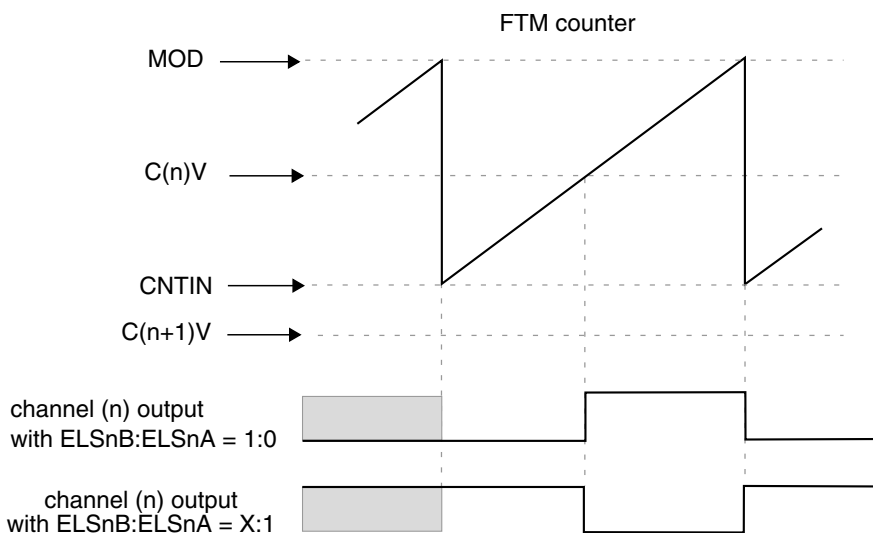 FTM counter
MOD
C(n)V
CNTIN
C(n+1)V
channel (n) output
with ELSnB:ELSnA = 1:0
channel (n) output
with ELSnB:ELSnA = X:1